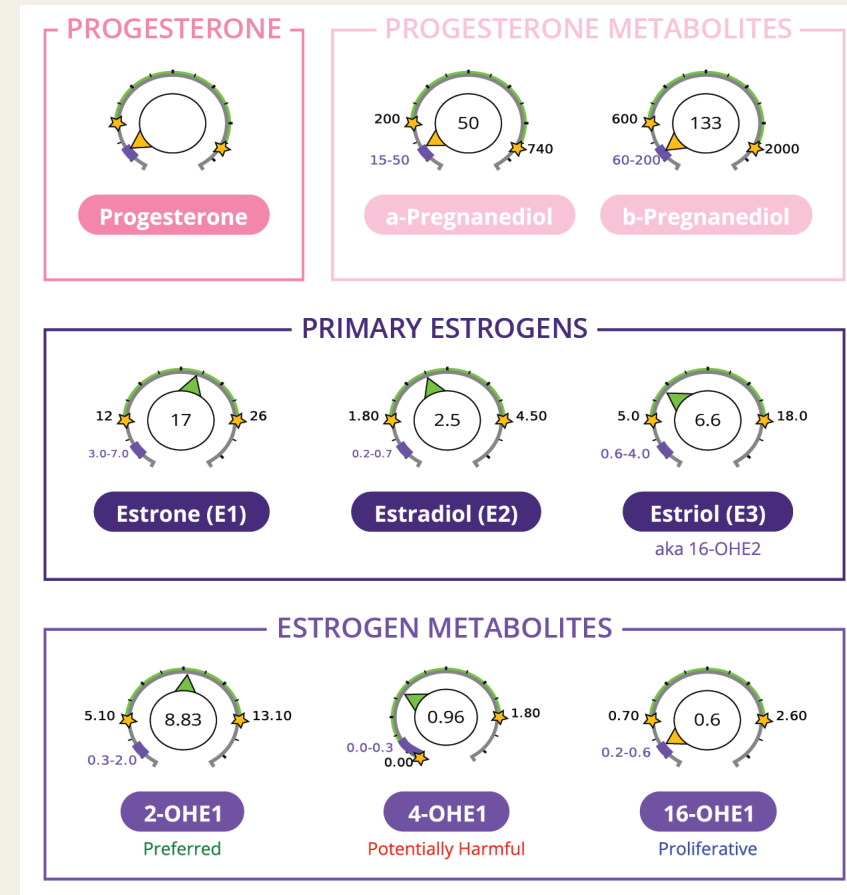 PROGESTERONE
PROGESTERONE METABOLITES
200
50
740
15-50
600
133
2000
60-200
Progesterone
a-Pregnanediol
b-Pregnanediol
PRIMARY ESTROGENS
12
17
26
3.0-7.0
1.80
2.5
4.50
0.2-0.7
5.0
6.6
18.0
0.6-4.0
Estrone (E1)
Estradiol (E2)
Estriol (E3)
aka 16-OHE2
ESTROGEN METABOLITES
5.10
8.83
13.10
0.3-2.0
0.96
1.80
0.0-0.3
0.00
0.70
0.6
2.60
0.2-0.6
2-OHE1
4-OHE1
16-OHE1
Preferred
Potentially Harmful
Proliferative